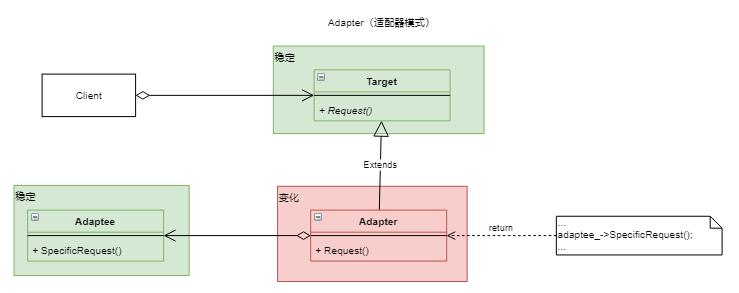 Adapter（适配器模式）
稳定
Target
+ Request()
Client
Extends
稳定
Adaptee
+ SpecificRequest()
变化
Adapter
+ Request()
return
...
adaptee_->SpecificRequest();
...